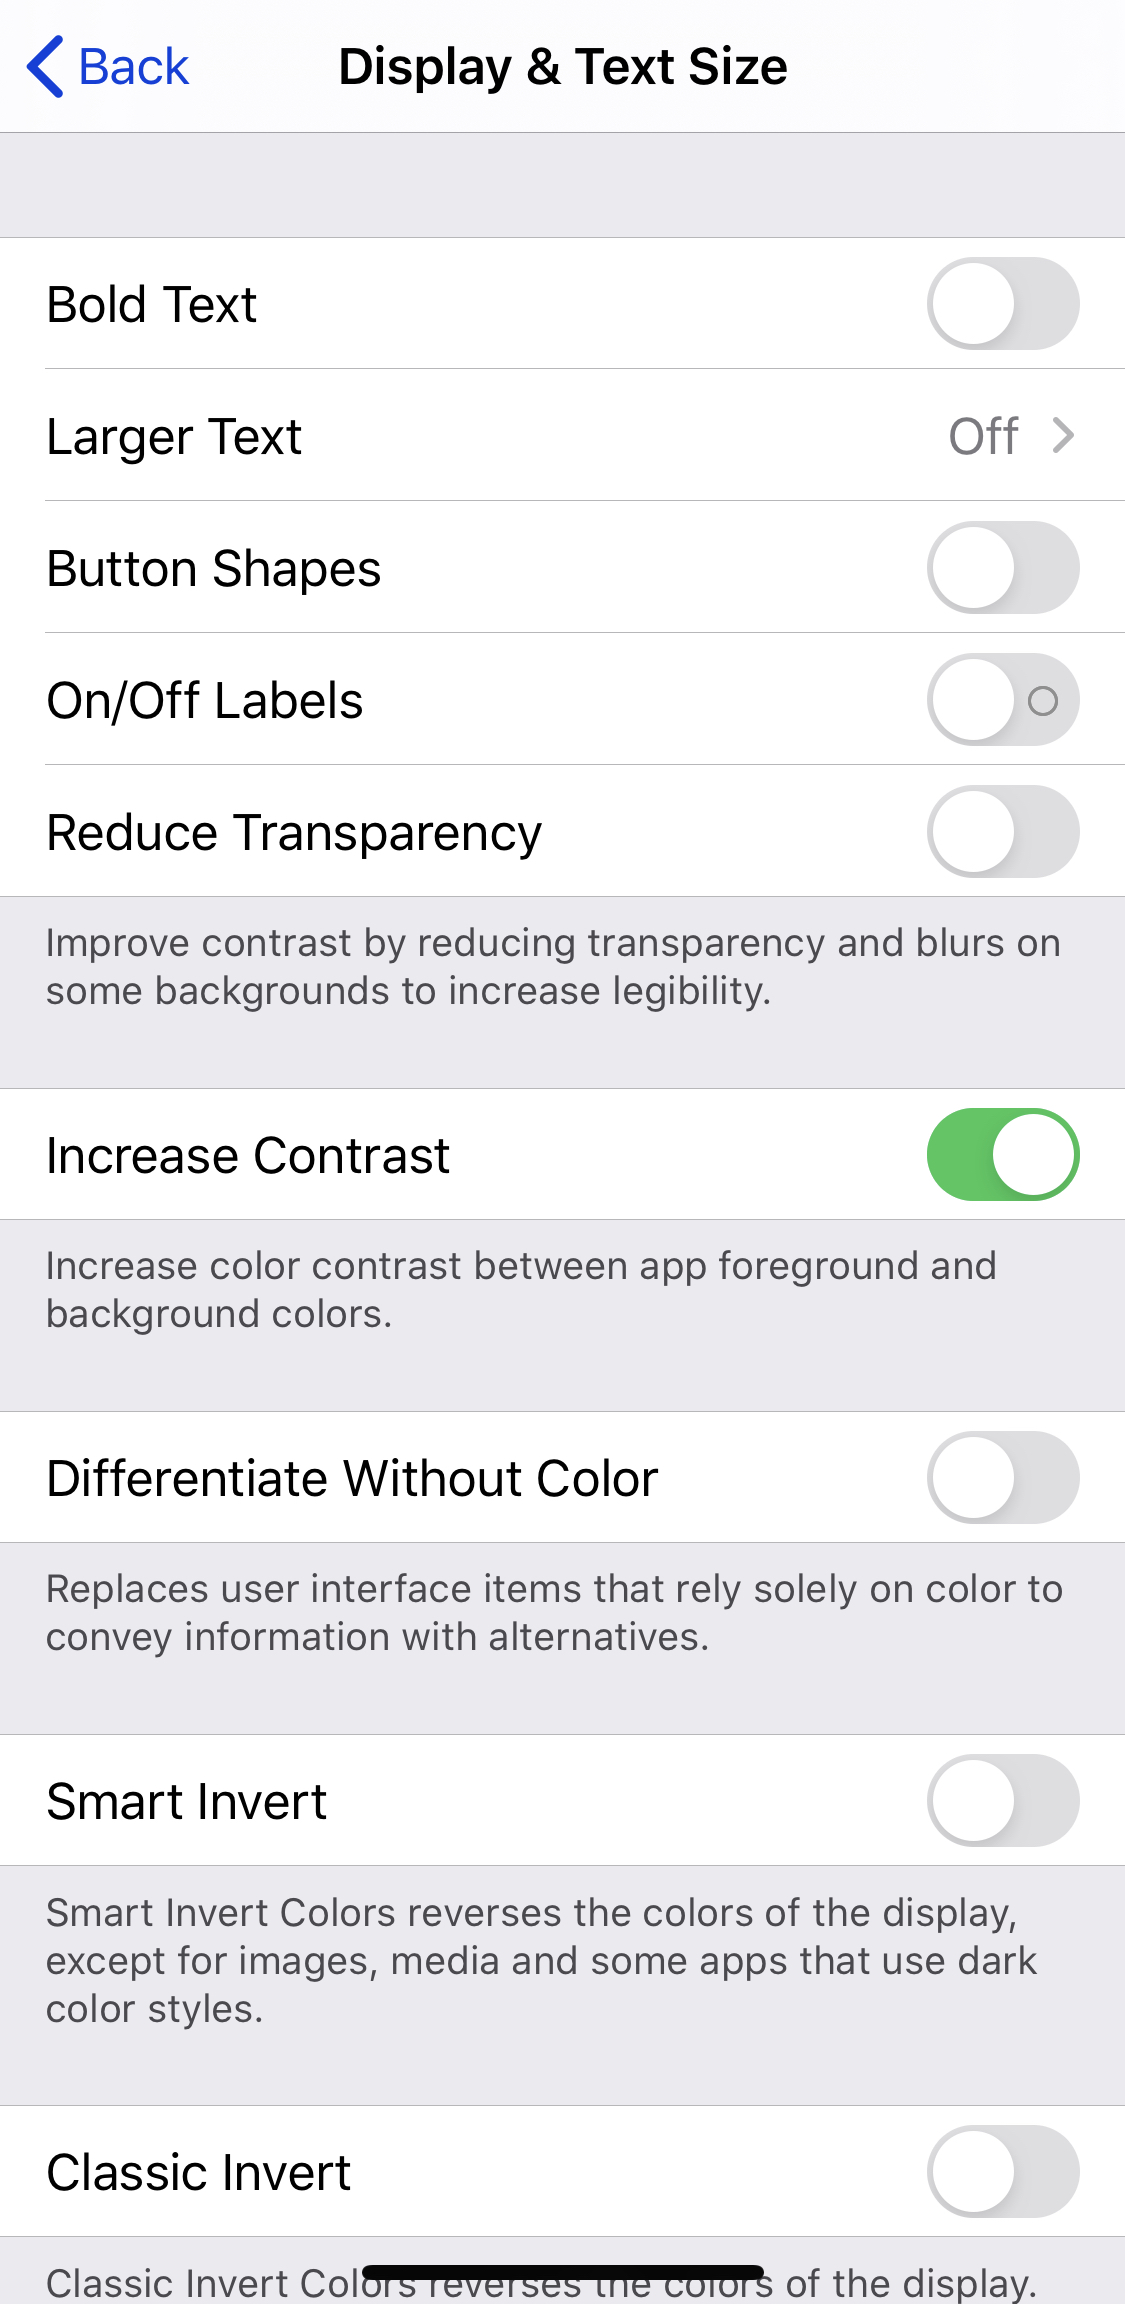 Back
Display & Text Size
Bold Text
Larger Text Off
Button Shapes
On/Off Labels
Reduce Transparency
Improve contrast by reducing transparency and blurs on
some backgrounds to increase legibility.
Increase Contrast
Increase color contrast between app foreground and
background colors.
Differentiate Without Color
Replaces user interface items that rely solely on color to
convey information with alternatives.
Smart Invert
Smart Invert Colors reverses the colors of the display,
except for images, media and some apps that use dark
color styles.
Classic Invert
Classic Invert Colors reverses the colors of the display.